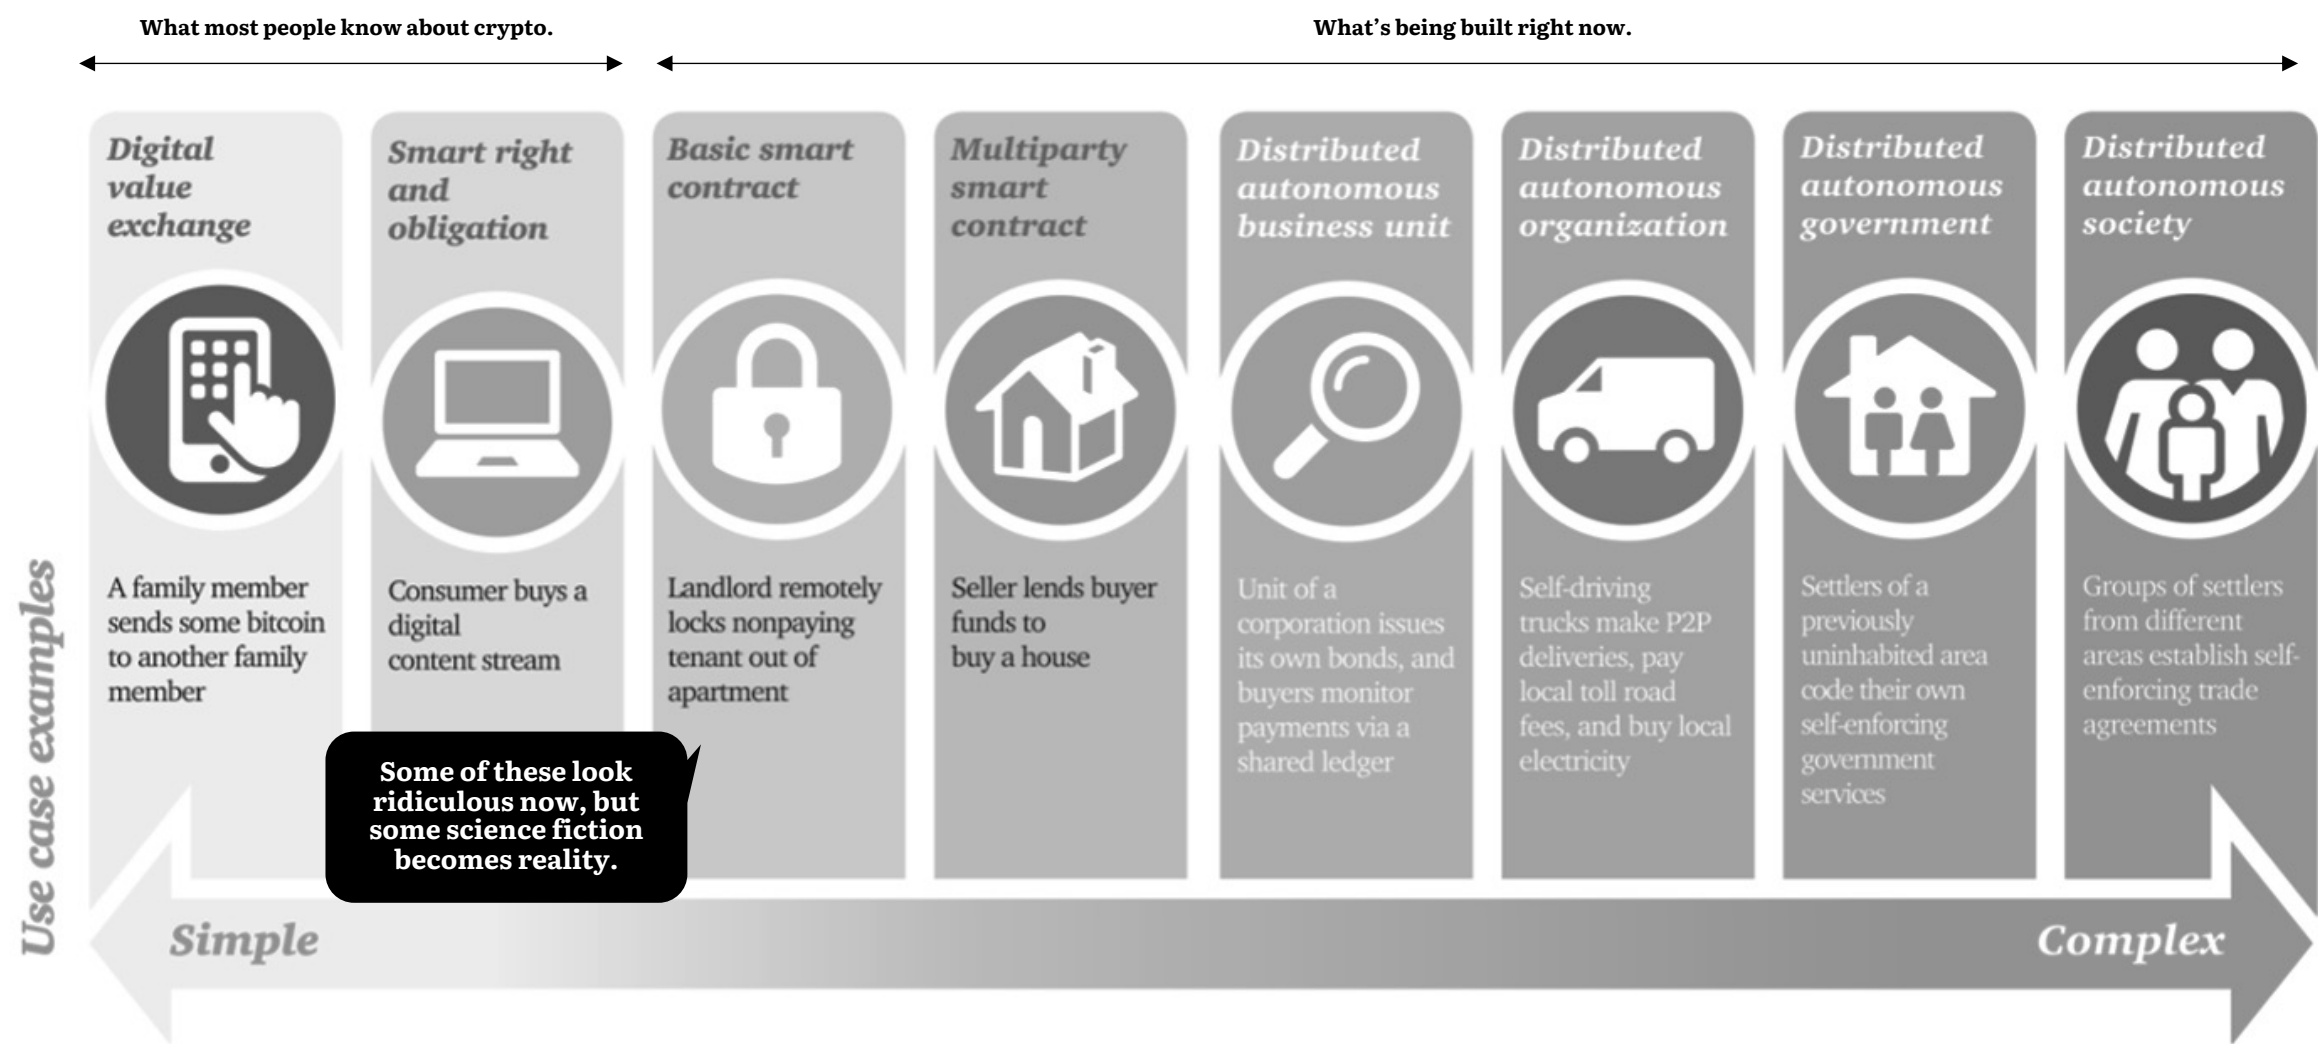 What most people know about crypto.
What's being built right now.
Digital
value
exchange
A family member
sends some bitcoin
to another family
member
Smart right
and
obligation
Consumer buys a
digital
content stream
Basic smart
contract
Landlord remotely
locks nonpaying
tenant out of
apartment
Multiparty
smart
contract
Seller lends buyer
funds to
buy a house
Distributed
autonomous
business unit
Unit of a
corporation issues
its own bonds, and
buyers monitor
payments via a
shared ledger
Distributed
autonomous
organization
Self-driving
trucks make P2P
deliveries, pay
local toll road
fees, and buy local
electricity
Distributed
autonomous
government
Settlers of a
previously
uninhabited area
code their own
self-enforcing
government
services
Distributed
autonomous
society
Groups of settlers
from different
areas establish self-
enforcing trade
agreements
Use case examples
Some of these look
ridiculous now, but
some science fiction
becomes reality.
Simple
Complex